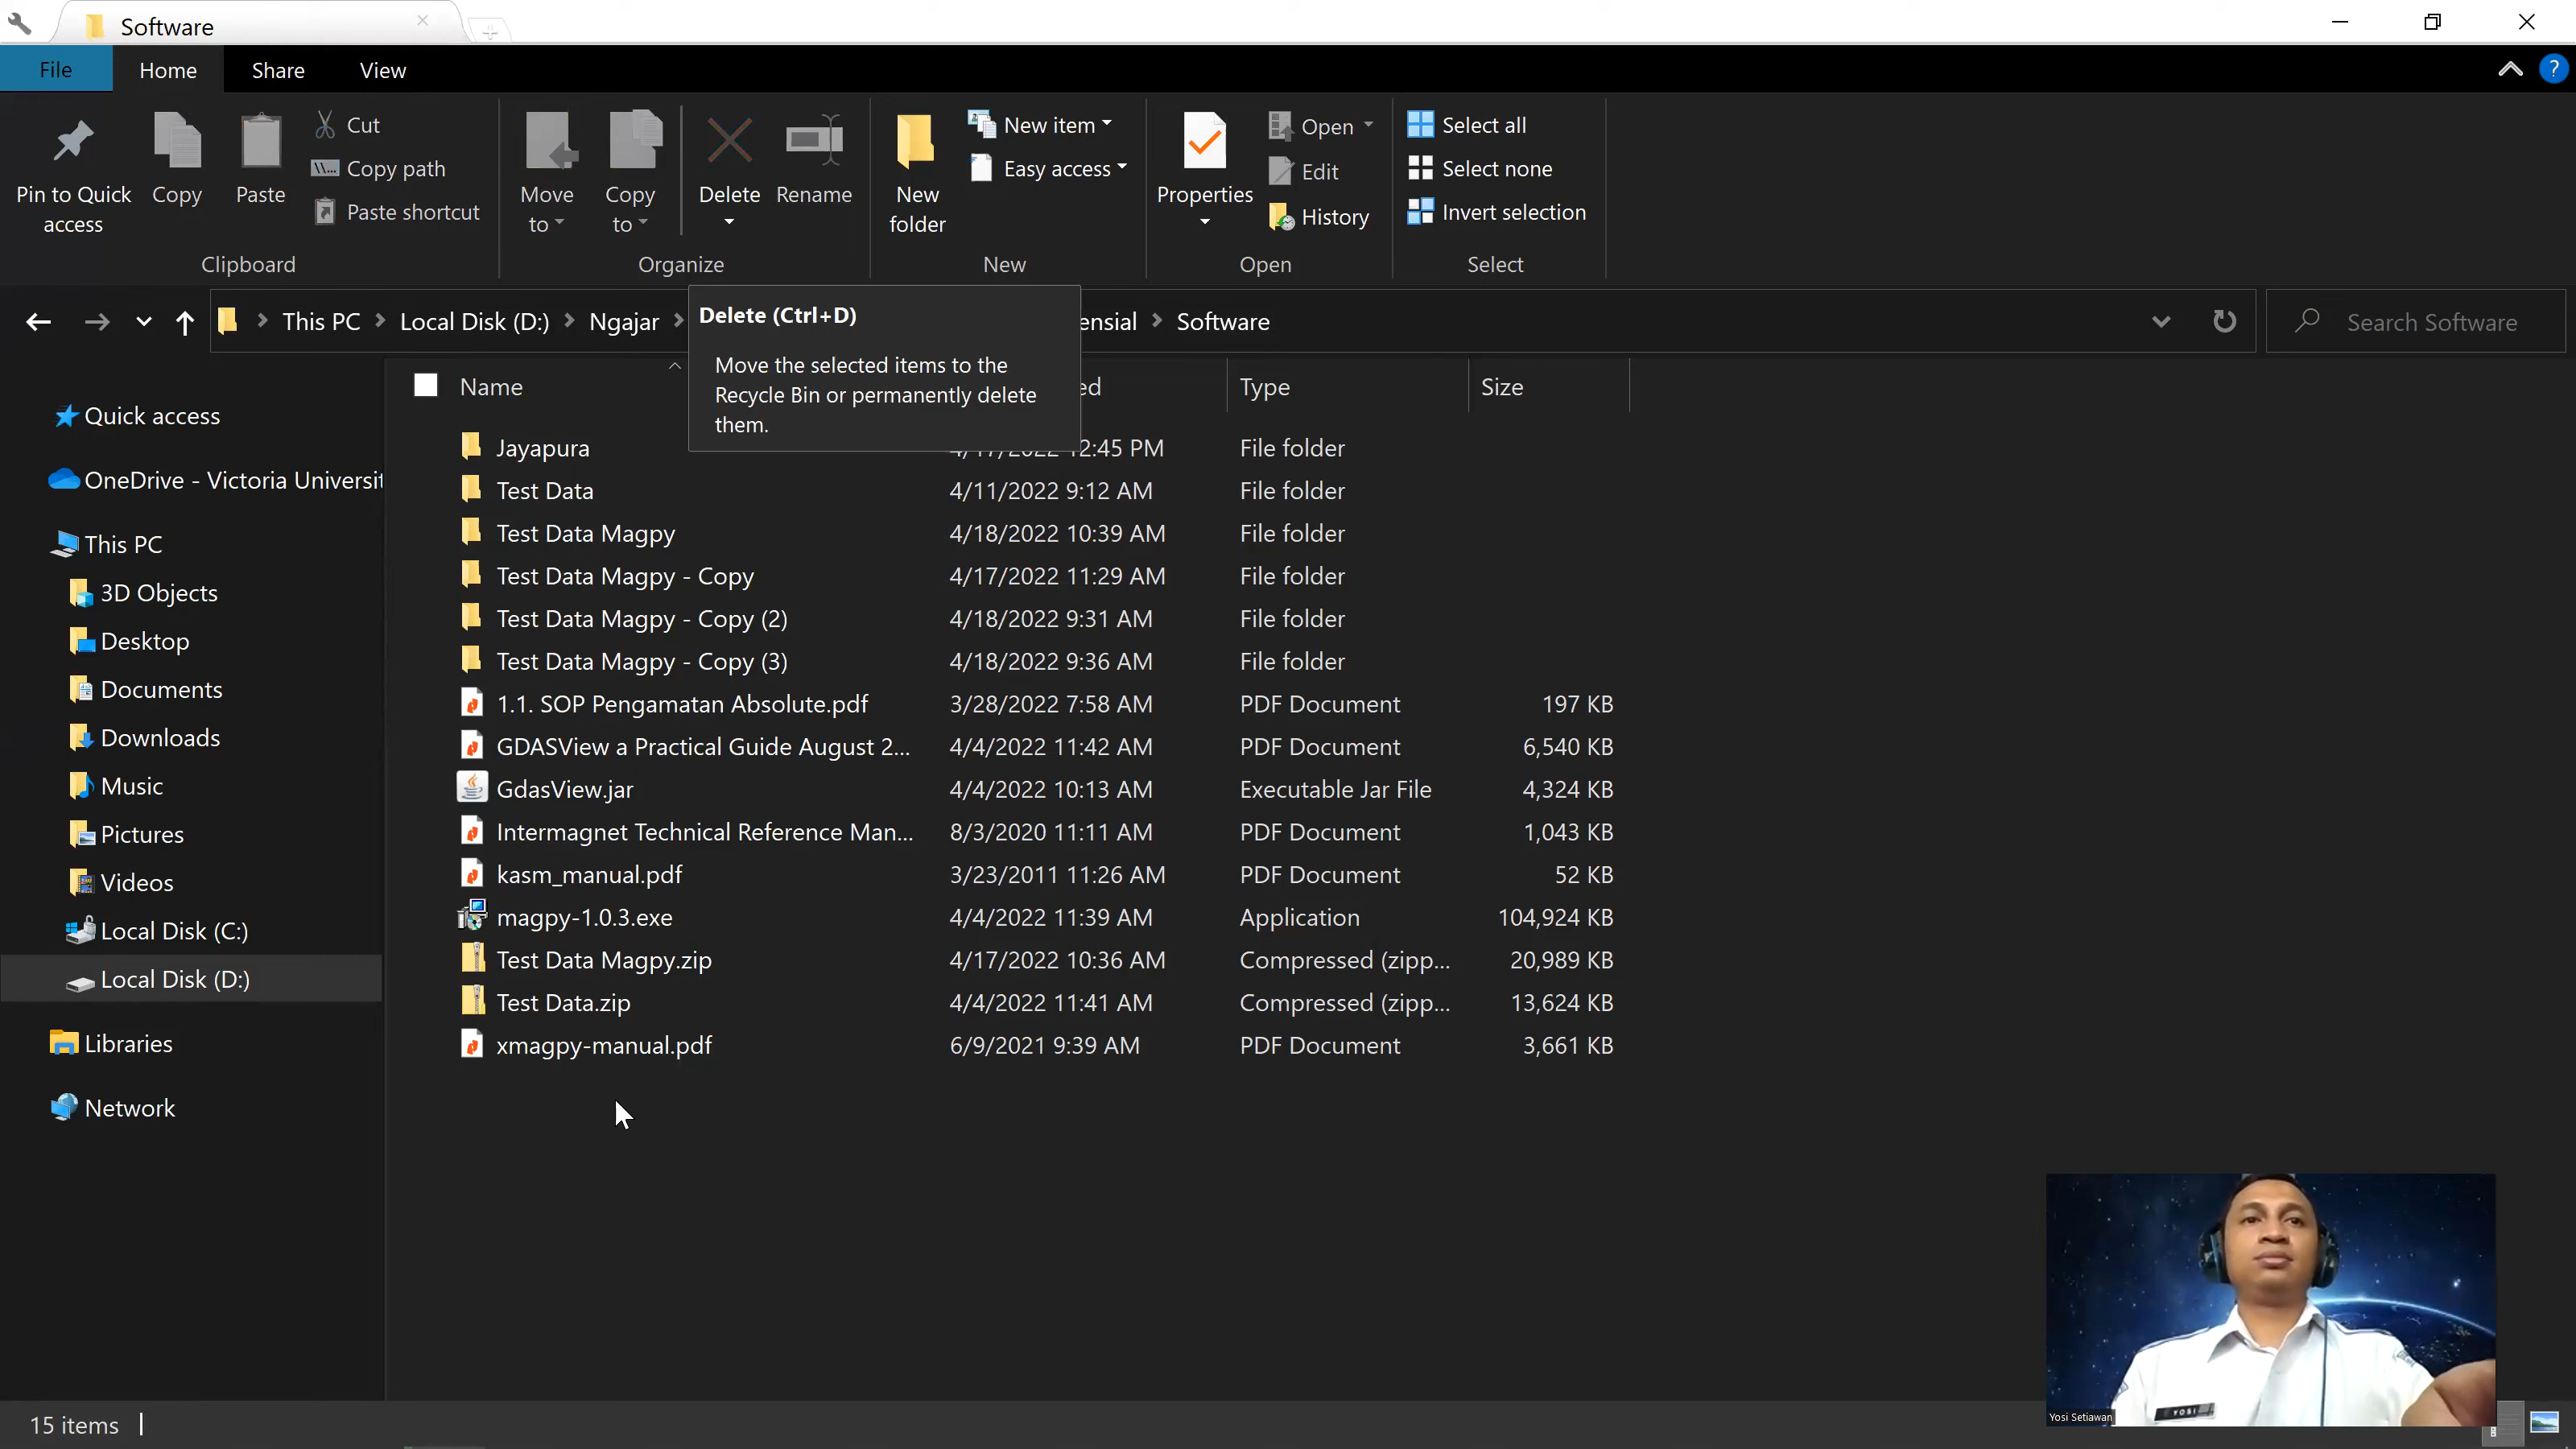 Software
File Home Share View
?
Pin to Quick access
Copy
Paste
Cut
Copy path
Paste shortcut
Clipboard
Move to
Copy to
Delete
Rename
Organize
New folder
New item
Easy access
New
Properties
Open
Edit
History
Open
Select all
Select none
Invert selection
Select
This PC Local Disk (D:) Ngajar ensial Software
Search Software
Delete (Ctrl+D)
Move the selected items to the
Recycle Bin or permanently delete
them.
Name ed Type Size
Quick access
OneDrive - Victoria Universit
This PC
3D Objects
Desktop
Documents
Downloads
Music
Pictures
Videos
Local Disk (C:)
Local Disk (D:)
Libraries
Network
Jayapura 4/17/2022 12:45 PM File folder
Test Data 4/11/2022 9:12 AM File folder
Test Data Magpy 4/18/2022 10:39 AM File folder
Test Data Magpy - Copy 4/17/2022 11:29 AM File folder
Test Data Magpy - Copy (2) 4/18/2022 9:31 AM File folder
Test Data Magpy - Copy (3) 4/18/2022 9:36 AM File folder
1.1. SOP Pengamatan Absolute.pdf 3/28/2022 7:58 AM PDF Document 197 KB
GDASView a Practical Guide August 2... 4/4/2022 11:42 AM PDF Document 6,540 KB
GdasView.jar 4/4/2022 10:13 AM Executable Jar File 4,324 KB
Intermagnet Technical Reference Man... 8/3/2020 11:11 AM PDF Document 1,043 KB
kasm_manual.pdf 3/23/2011 11:26 AM PDF Document 52 KB
magpy-1.0.3.exe 4/4/2022 11:39 AM Application 104,924 KB
Test Data Magpy.zip 4/17/2022 10:36 AM Compressed (zipp... 20,989 KB
Test Data.zip 4/4/2022 11:41 AM Compressed (zipp... 13,624 KB
xmagpy-manual.pdf 6/9/2021 9:39 AM PDF Document 3,661 KB
YOSI
Yosi Setiawan
15 items